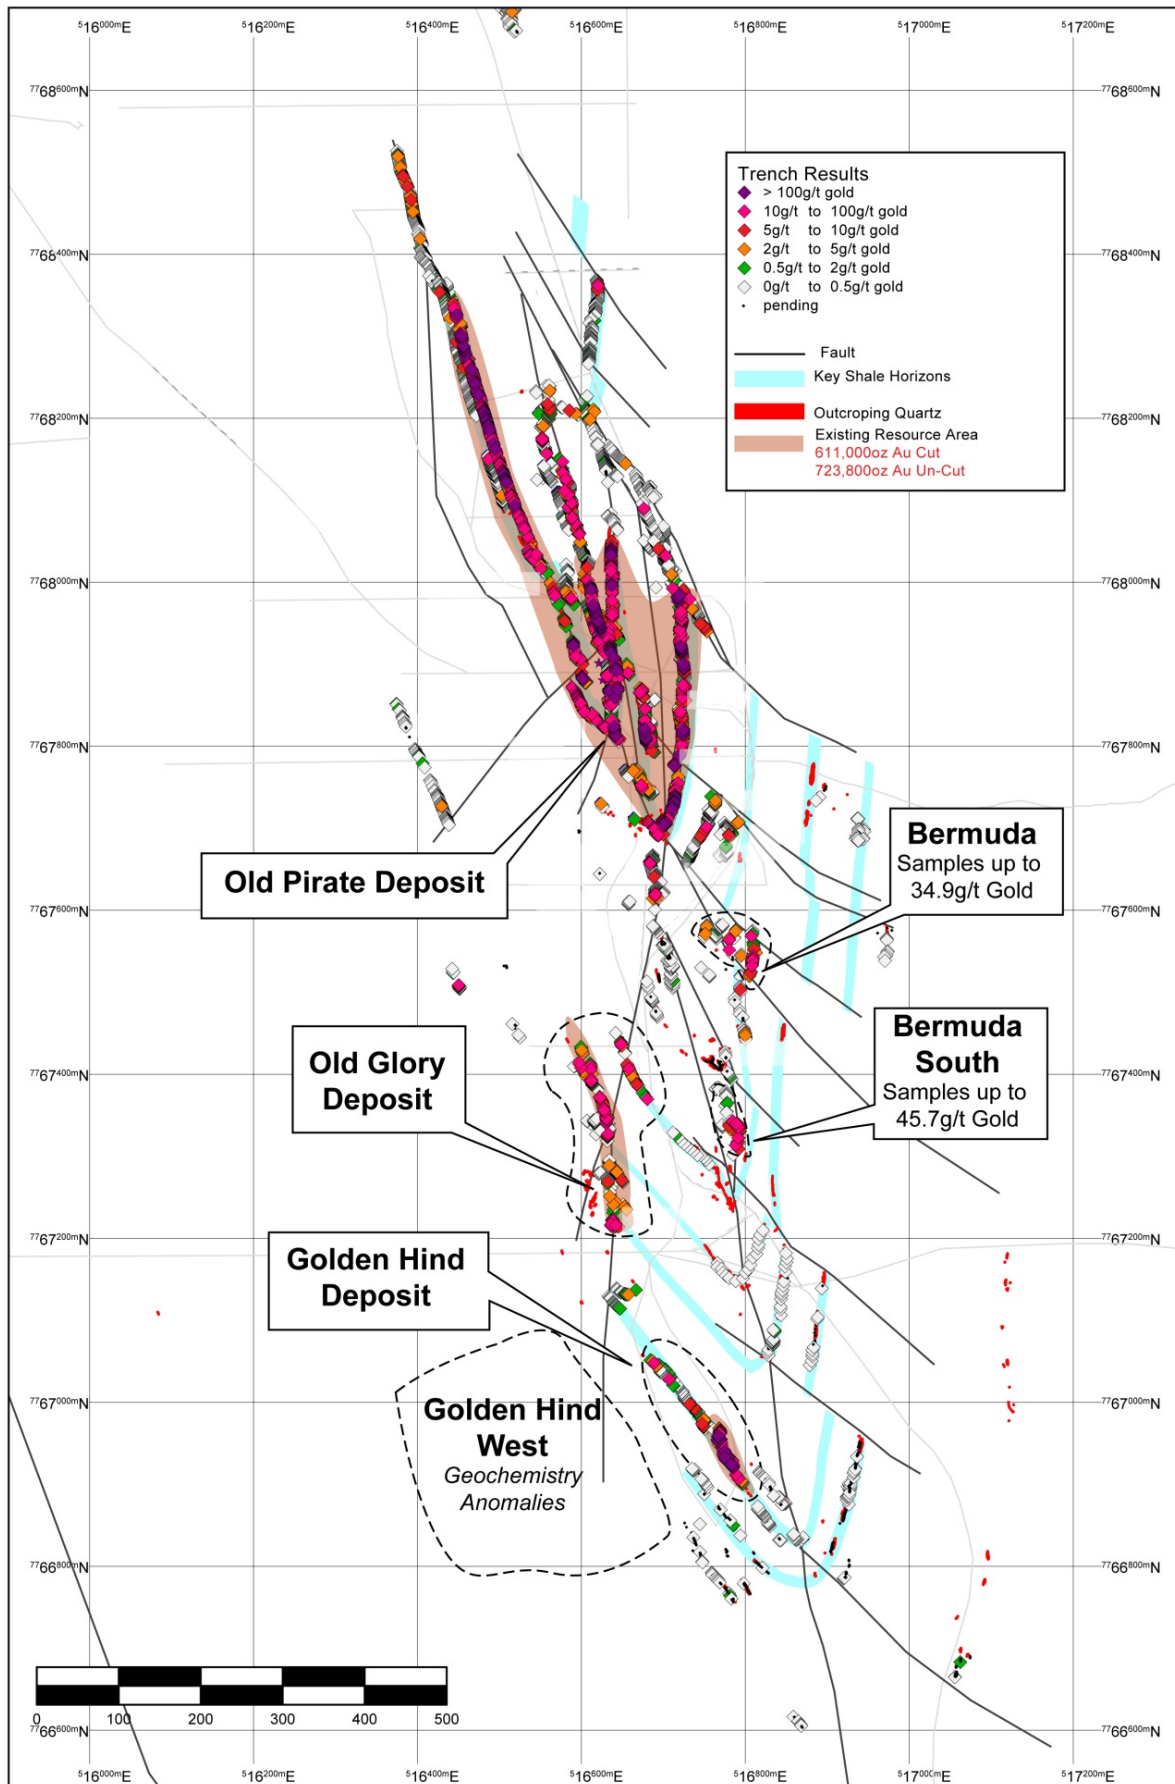 516000mE
516200mE
516400mE
516600mE
516800mE
517000mE
517200mE
7768600mN
7768600mN
Trench Results
> 100g/t gold
10g/t to 100g/t gold
5g/t to 10g/t gold
2g/t to 5g/t gold
0.5g/t to 2g/t gold
0g/t to 0.5g/t gold
pending
Fault
Key Shale Horizons
Outcroping Quartz
Existing Resource Area
611,000oz Au Cut
723,800oz Au Un-Cut
7768400mN
7768400mN
7768200mN
7768200mN
7768000mN
7768000mN
7767800mN
7767800mN
Old Pirate Deposit
Bermuda
Samples up to
34.9g/t Gold
7767600mN
7767600mN
Bermuda
South
Samples up to
45.7g/t Gold
Old Glory
Deposit
7767400mN
7767400mN
Golden Hind
Deposit
7767200mN
7767200mN
7767000mN
7767000mN
Golden Hind
West
Geochemistry
Anomalies
7766800mN
7766800mN
0 100 200 300 400 500
7766600mN
7766600mN
516000mE
516200mE
516400mE
516600mE
516800mE
517000mE
517200mE